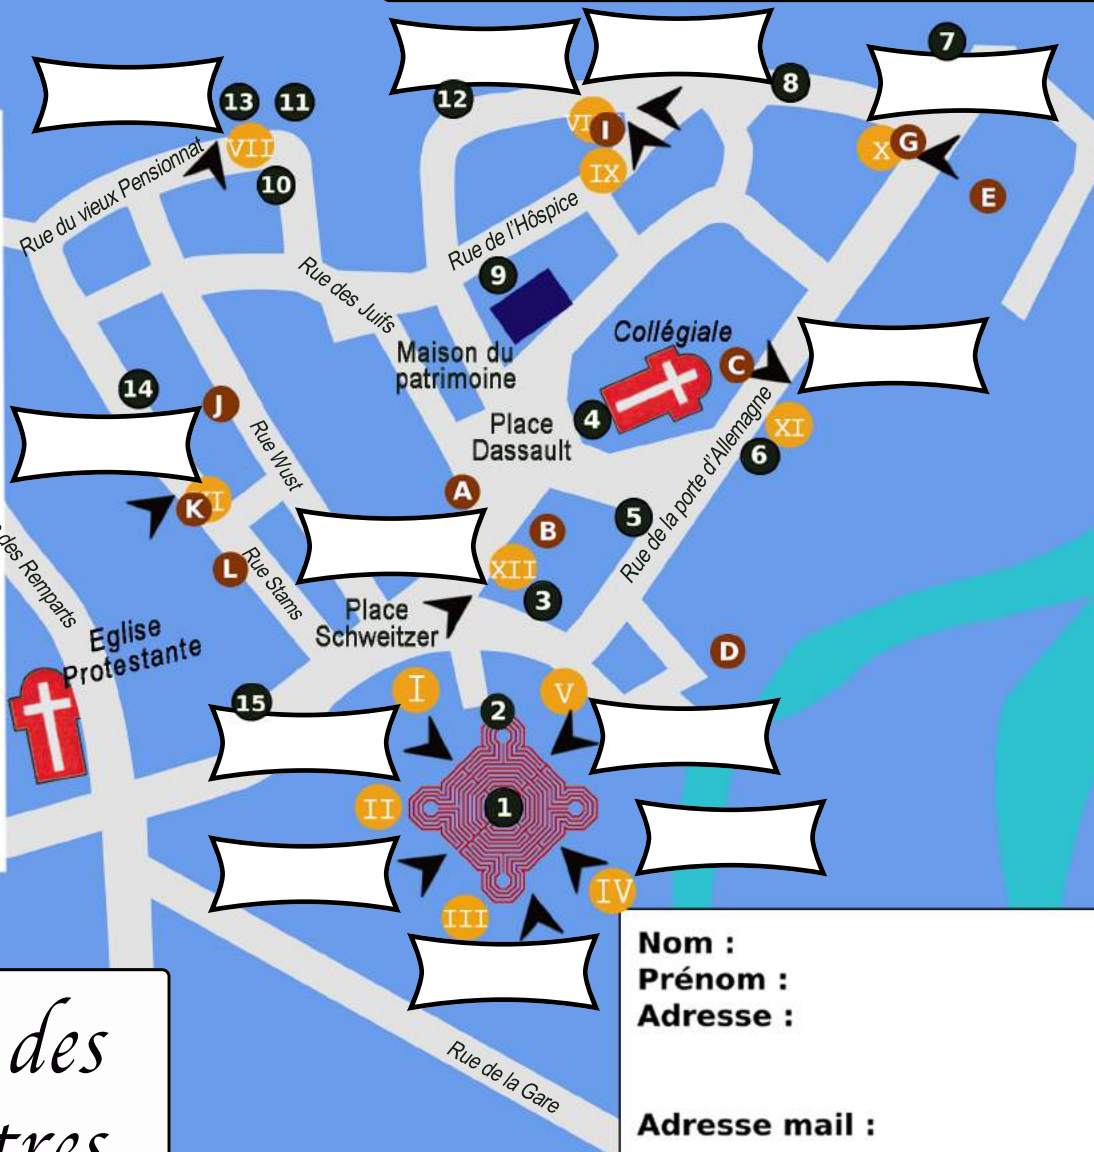 7
8
12
13
11
VII
10
I
IX
X
G
E
Rue du vieux Pensionnat
Rue de l'Hôspice
9
Rue des Juifs
Collégiale
Maison du
patrimoine
C
14
J
4
Place
Dassault
XI
6
Rue Wust
A
K
5
B
Rue de la porte d'Allemagne
XII
L
Rue Stams
3
des Remparts
Place
Schweitzer
Eglise
Protestante
D
I
V
15
2
II
1
IV
III
Nom :
Prénom :
Adresse :
Adresse mail :
des
Rue de la Gare